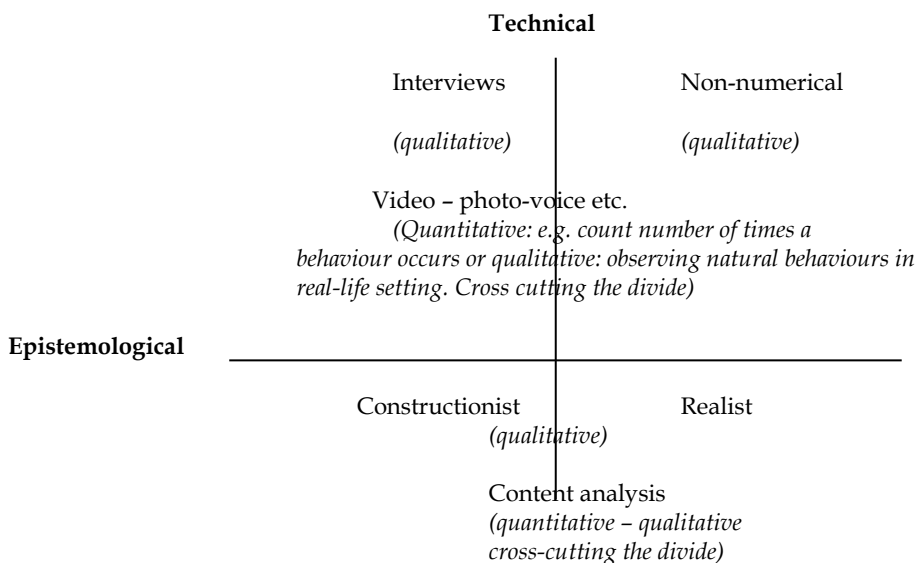 Technical
Interviews Non-numerical
(qualitative) (qualitative)
Video – photo-voice etc.
(Quantitative: e.g. count number of times a
behaviour occurs or qualitative: observing natural behaviours in
real-life setting. Cross cutting the divide)
Epistemological
Constructionist Realist
(qualitative)
Content analysis
(quantitative – qualitative
cross-cutting the divide)